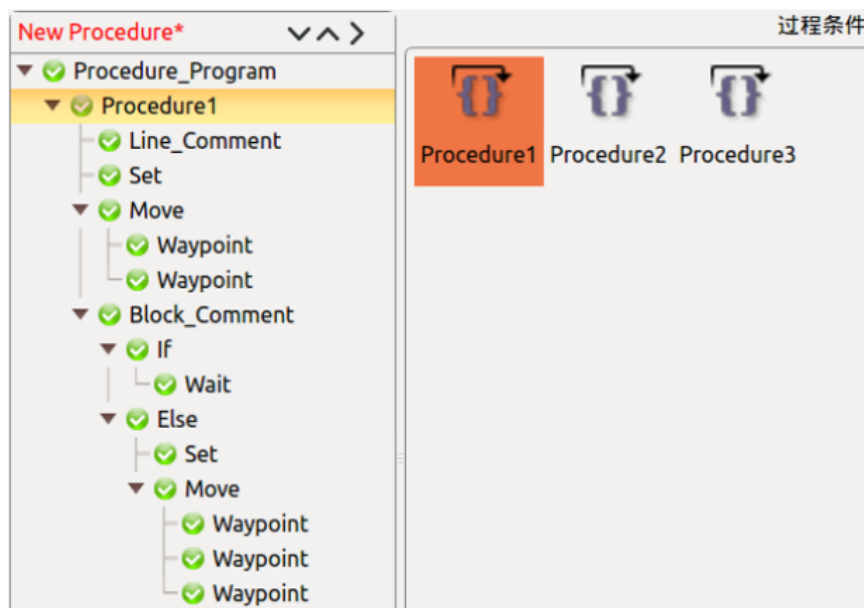 New Procedure*
Procedure_Program
Procedure1
Line_Comment
Set
Move
Waypoint
Waypoint
Block_Comment
If
Wait
Else
Set
Move
Waypoint
Waypoint
Waypoint
过程条件
Procedure1 Procedure2 Procedure3